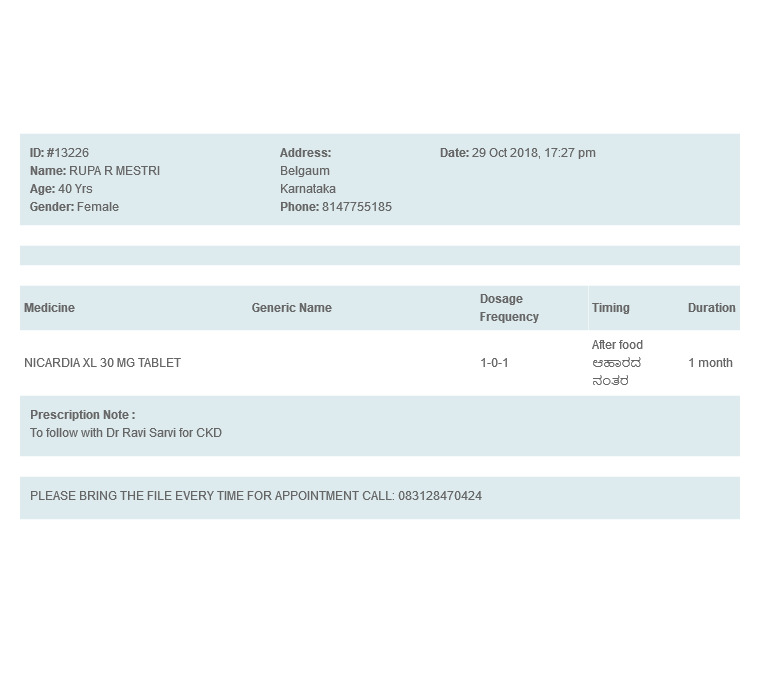 ID: #13226
Name: RUPA R MESTRI
Age: 40 Yrs
Gender: Female
Address:
Belgaum
Karnataka
Phone: 8147755185
Date: 29 Oct 2018, 17:27 pm
Medicine Generic Name Dosage Frequency Timing Duration
NICARDIA XL 30 MG TABLET 1-0-1 After food ಆಹಾರದ ನಂತರ 1 month
Prescription Note :
To follow with Dr Ravi Sarvi for CKD
PLEASE BRING THE FILE EVERY TIME FOR APPOINTMENT CALL: 083128470424